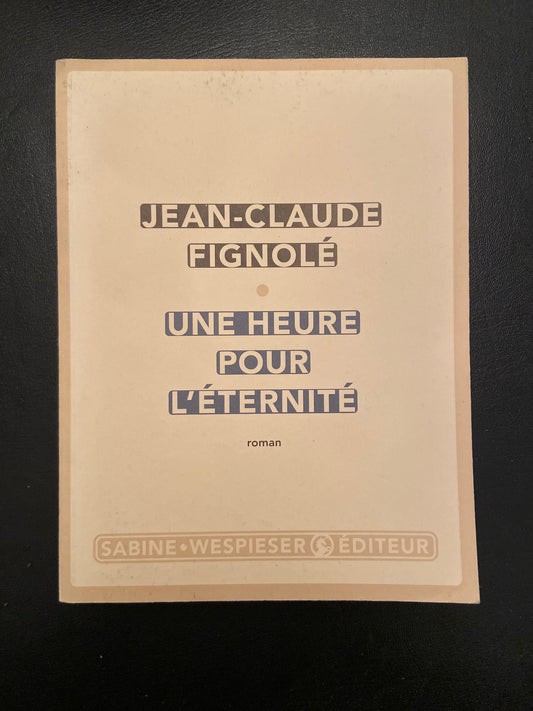 JEAN-CLAUDE
FIGNOLÉ
UNE HEURE
POUR
L'ÉTERNITÉ
roman
SABINE • WESPIESER ÉDITEUR